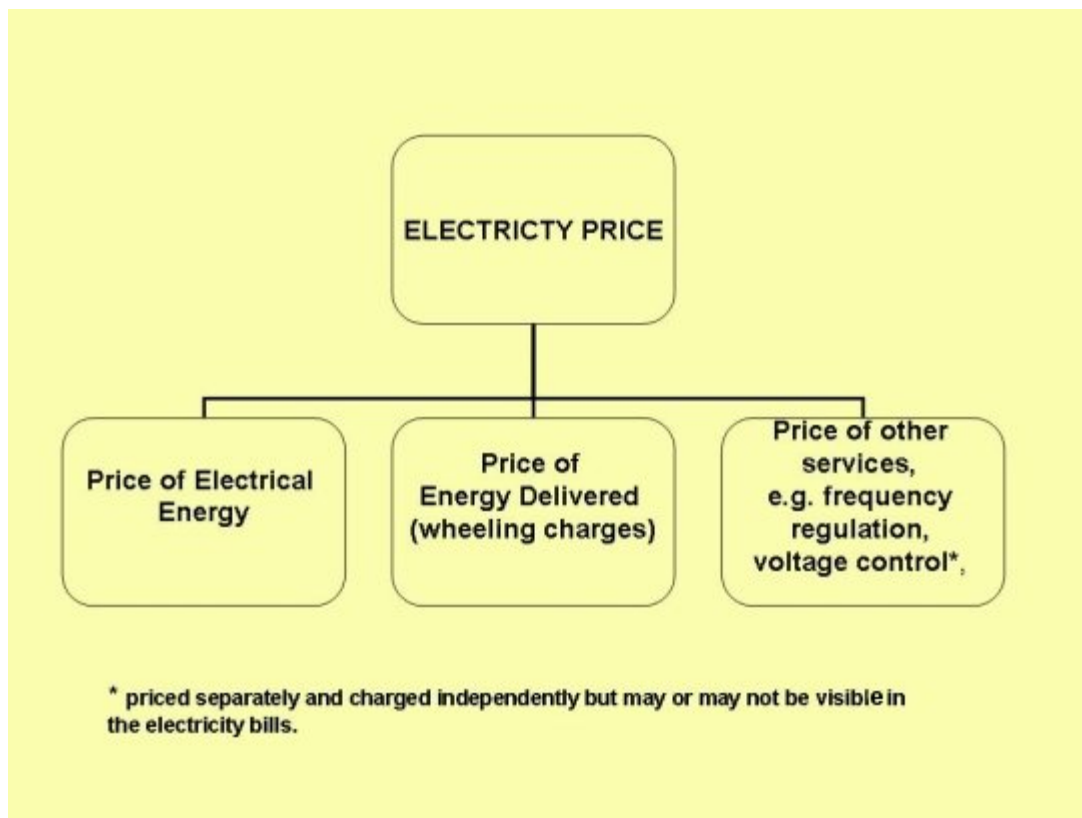 ELECTRICTY PRICE
Price of Electrical
Energy
Price of
Energy Delivered
(wheeling charges)
Price of other
services,
e.g. frequency
regulation,
voltage control*,
* priced separately and charged independently but may or may not be visible in
the electricity bills.